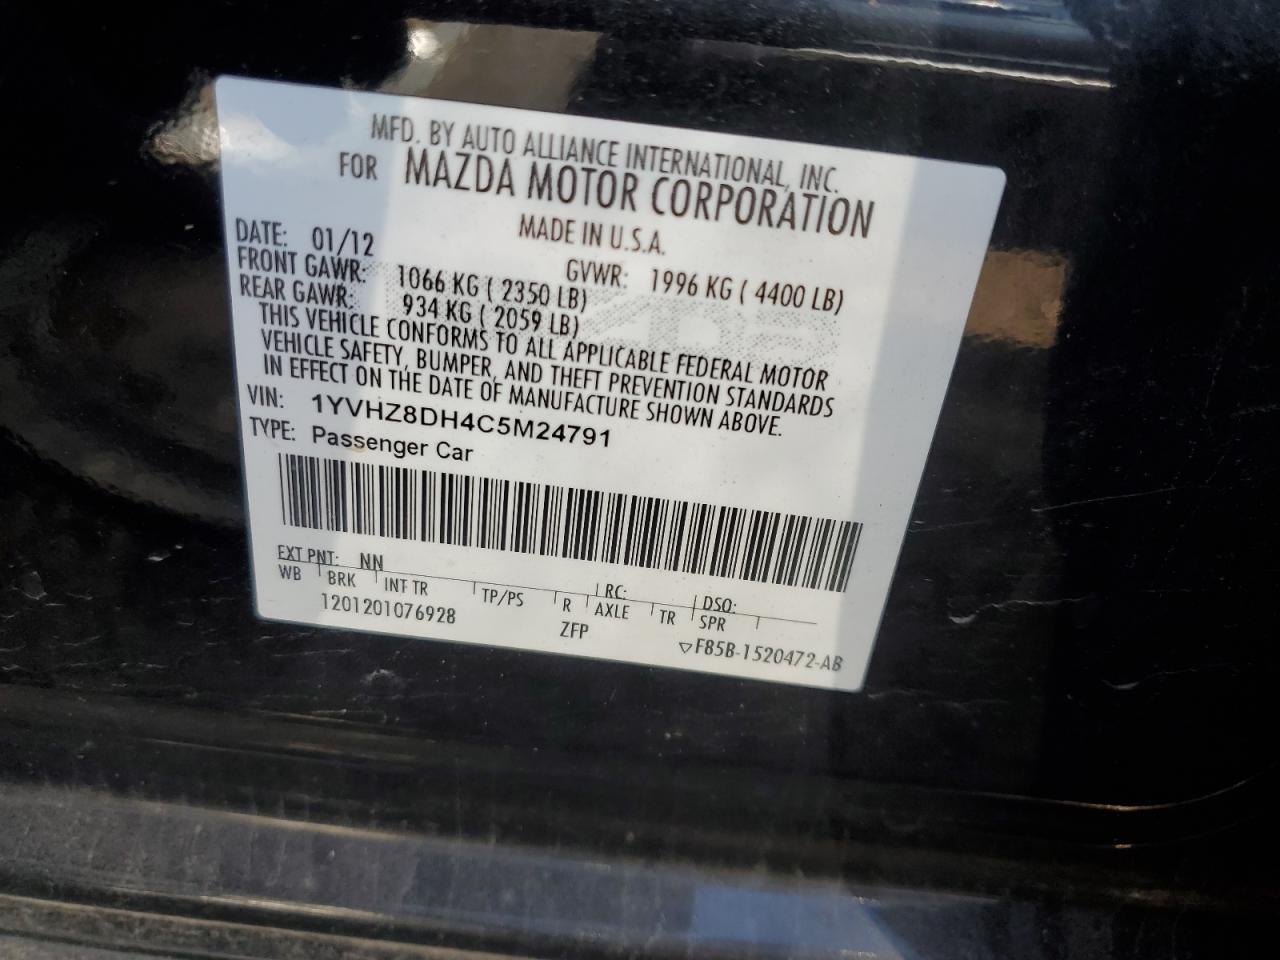 MFD. BY AUTO ALLIANCE INTERNATIONAL, INC.
FOR MAZDA MOTOR CORPORATION
MADE IN U.S.A.
DATE: 01/12 GVWR: 1996 KG ( 4400 LB)
FRONT GAWR: 1066 KG ( 2350 LB)
REAR GAWR: 934 KG ( 2059 LB)
THIS VEHICLE CONFORMS TO ALL APPLICABLE FEDERAL MOTOR
VEHICLE SAFETY, BUMPER, AND THEFT PREVENTION STANDARDS
IN EFFECT ON THE DATE OF MANUFACTURE SHOWN ABOVE.
VIN: 1YVHZ8DH4C5M24791
TYPE: Passenger Car
EXT PNT: NN RC: DSO:
WB BRK INT TR TP/PS R AXLE TR SPR
1201201076928 ZFP ▽F85B-1520472-AB